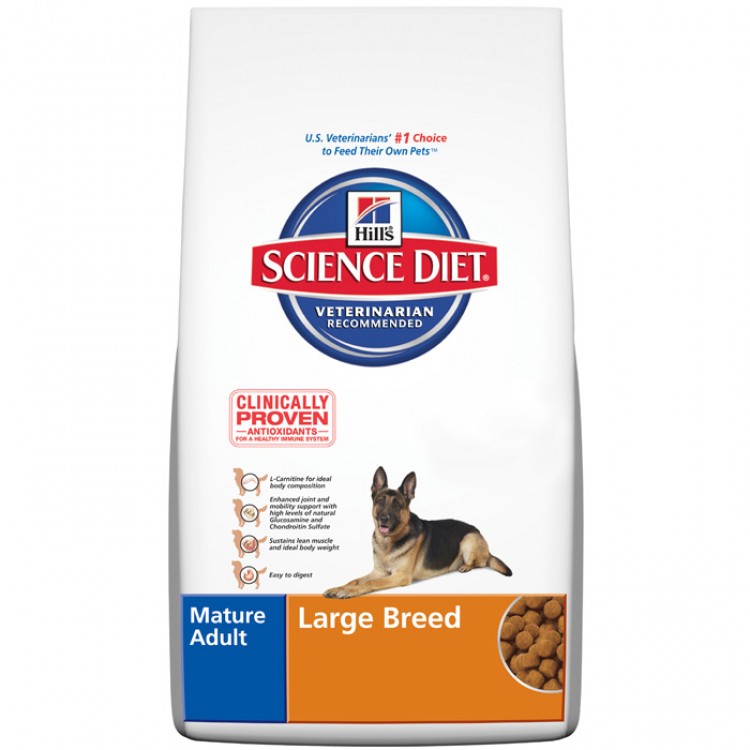 U.S. Veterinarians' #1 Choice
to Feed Their Own Pets™
Hill's
SCIENCE DIET®
VETERINARIAN
RECOMMENDED
CLINICALLY
PROVEN
ANTIOXIDANTS
FOR A HEALTHY IMMUNE SYSTEM
L-Carnitine for ideal
body composition
Enhanced joint and
mobility support with
high levels of natural
Glucosamine and
Chondroitin Sulfate
Sustains lean muscle
and ideal body weight
Easy to digest
Mature
Adult
Large Breed